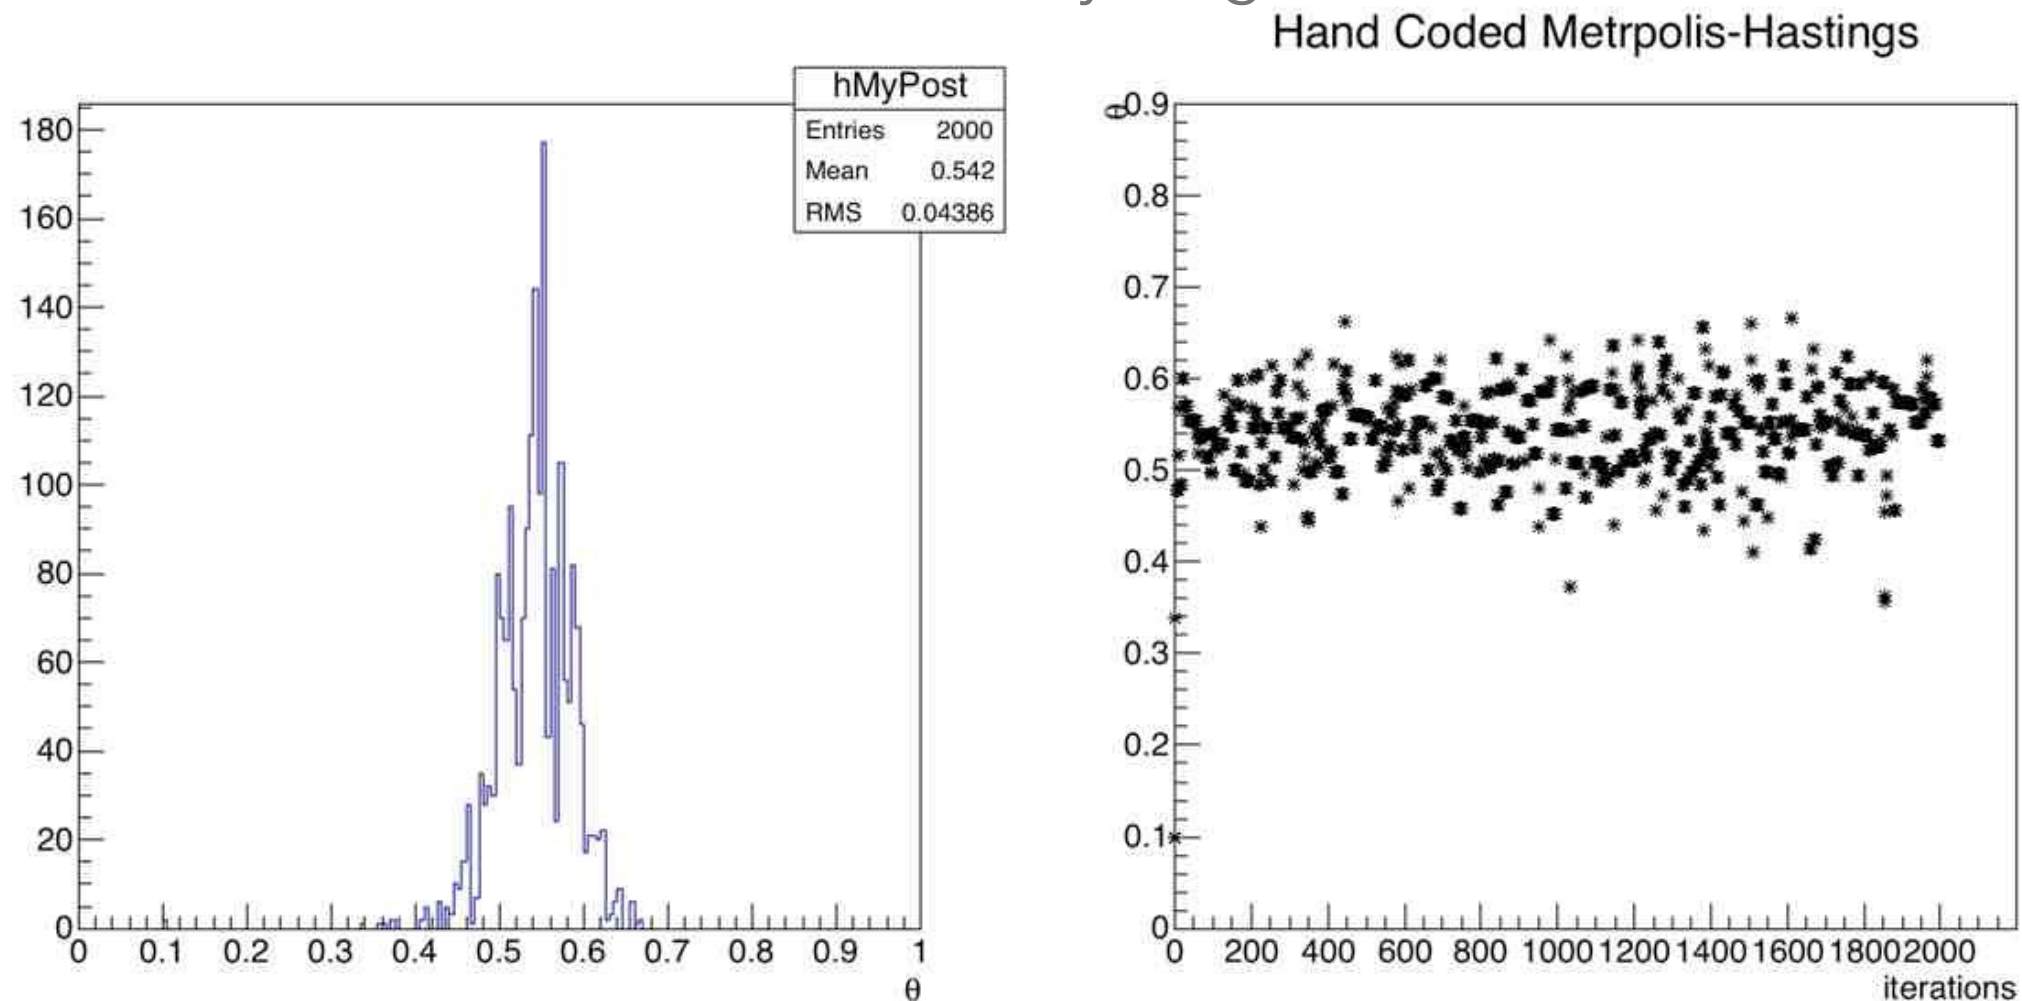 Hand Coded Metrpolis-Hastings
hMyPost
Entries 2000
Mean 0.542
RMS 0.04386
180
160
140
120
100
80
60
40
20
0
0 0.1 0.2 0.3 0.4 0.5 0.6 0.7 0.8 0.9 1
θ
θ
0.9
0.8
0.7
0.6
0.5
0.4
0.3
0.2
0.1
0
0 200 400 600 800 1000 1200 1400 1600 1800 2000
iterations